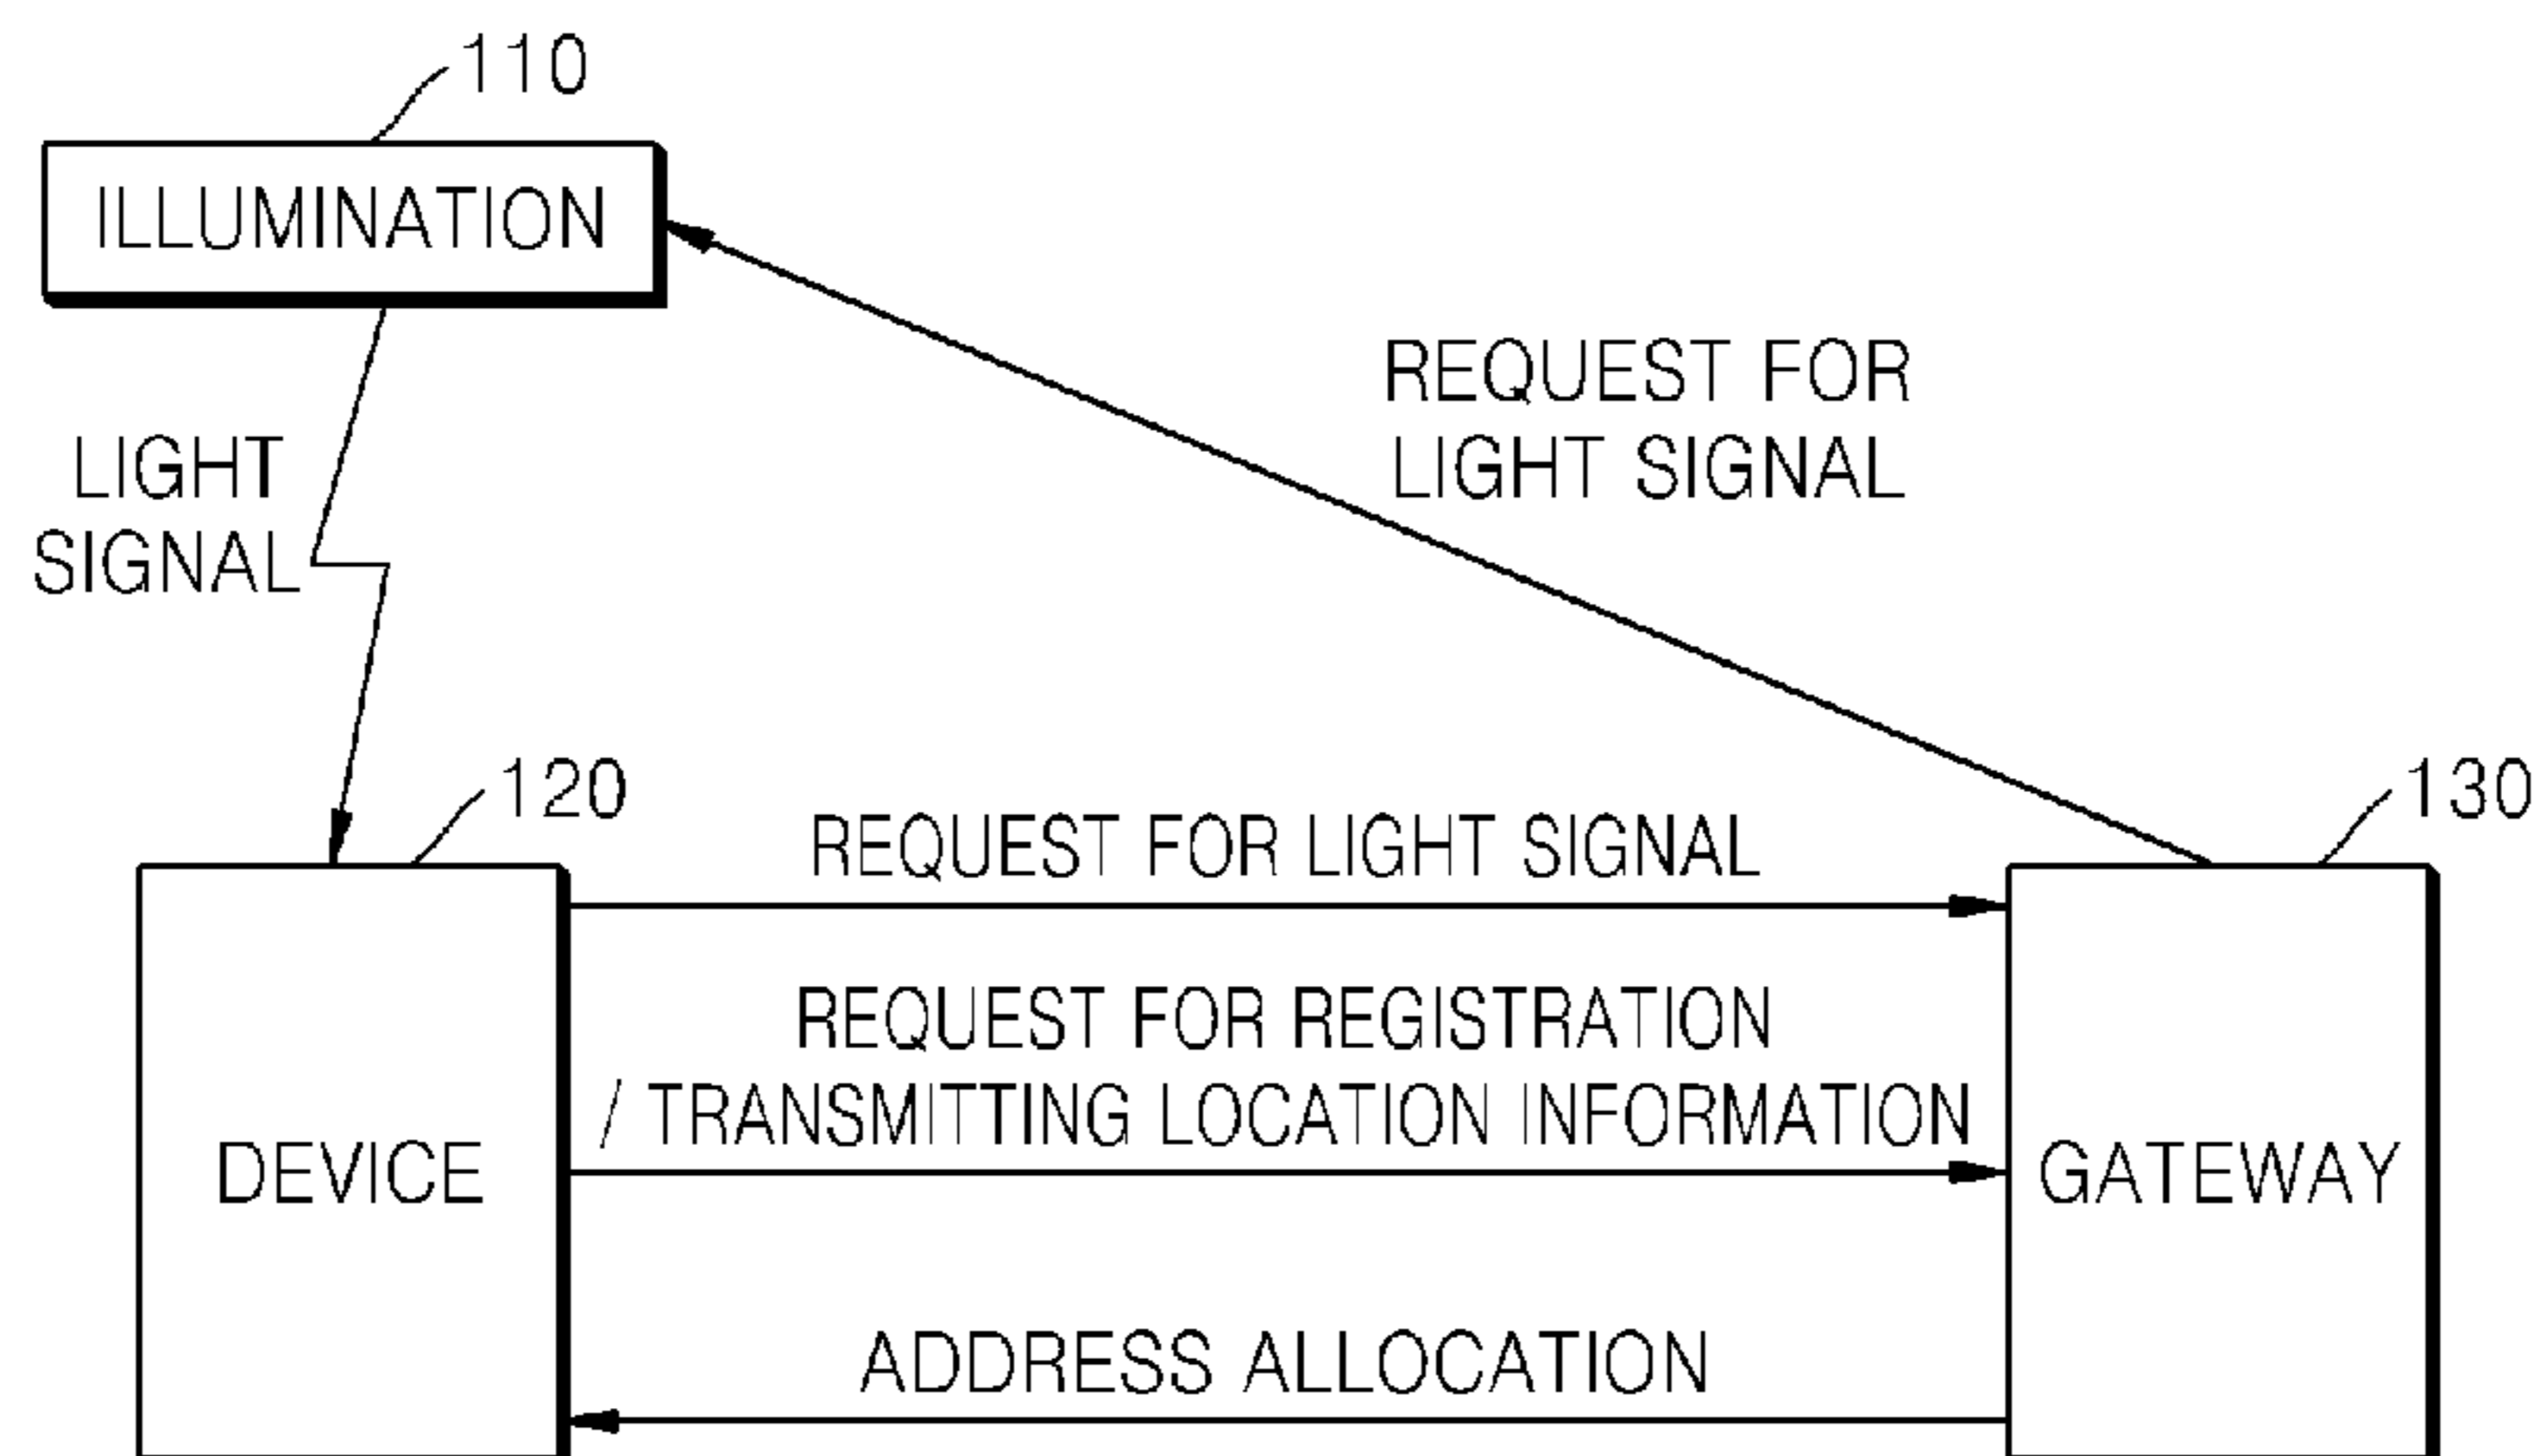 110
ILLUMINATION
REQUEST FOR
LIGHT SIGNAL
LIGHT
SIGNAL
120
130
REQUEST FOR LIGHT SIGNAL
REQUEST FOR REGISTRATION
/ TRANSMITTING LOCATION INFORMATION
DEVICE
GATEWAY
ADDRESS ALLOCATION